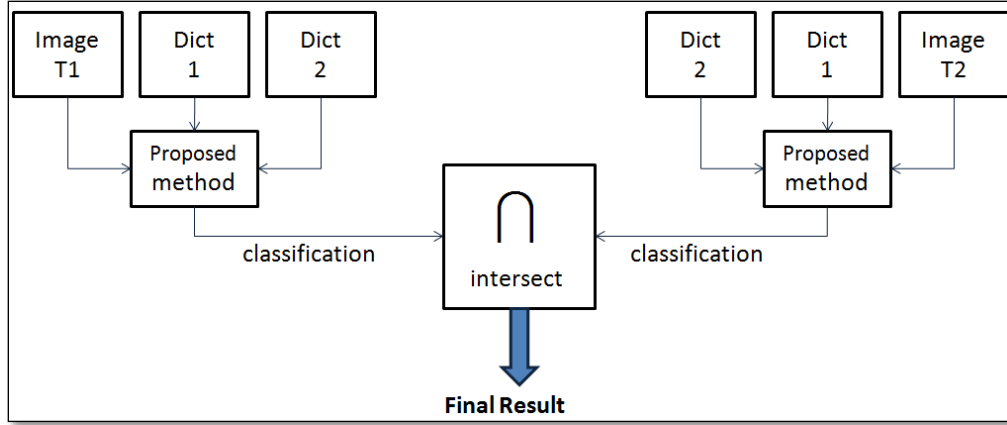 Image
T1
Dict
1
Dict
2
Dict
2
Dict
1
Image
T2
Proposed
method
Proposed
method
classification
∩
intersect
classification
Final Result